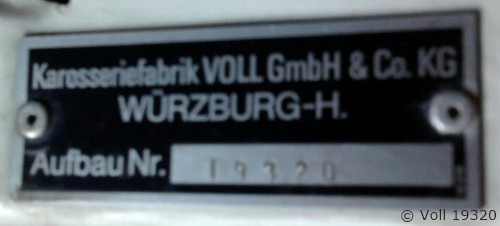 Karosseriefabrik VOLL GmbH & Co. KG
WÜRZBURG-H.
Aufbau Nr. 19320
© Voll 19320